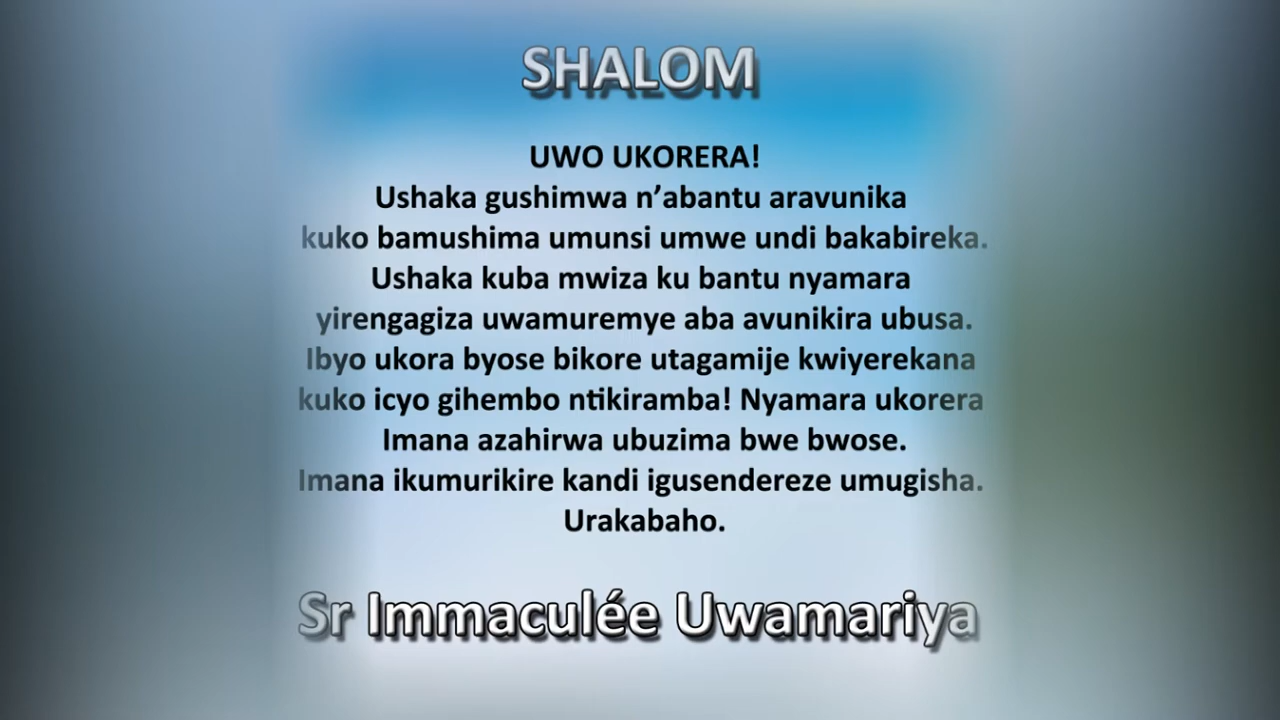 SHALOM
UWO UKORERA!
Ushaka gushimwa n’abantu aravunika
kuko bamushima umunsi umwe undi bakabireka.
Ushaka kuba mwiza ku bantu nyamara
yirengagiza uwamuremye aba avunikira ubusa.
Ibyo ukora byose bikore utagamije kwiyerekana
kuko icyo gihembo ntikiramba! Nyamara ukorera
Imana azahirwa ubuzima bwe bwose.
Imana ikumurikire kandi igusendereze umugisha.
Urakabaho.
Sr Immaculée Uwamariya